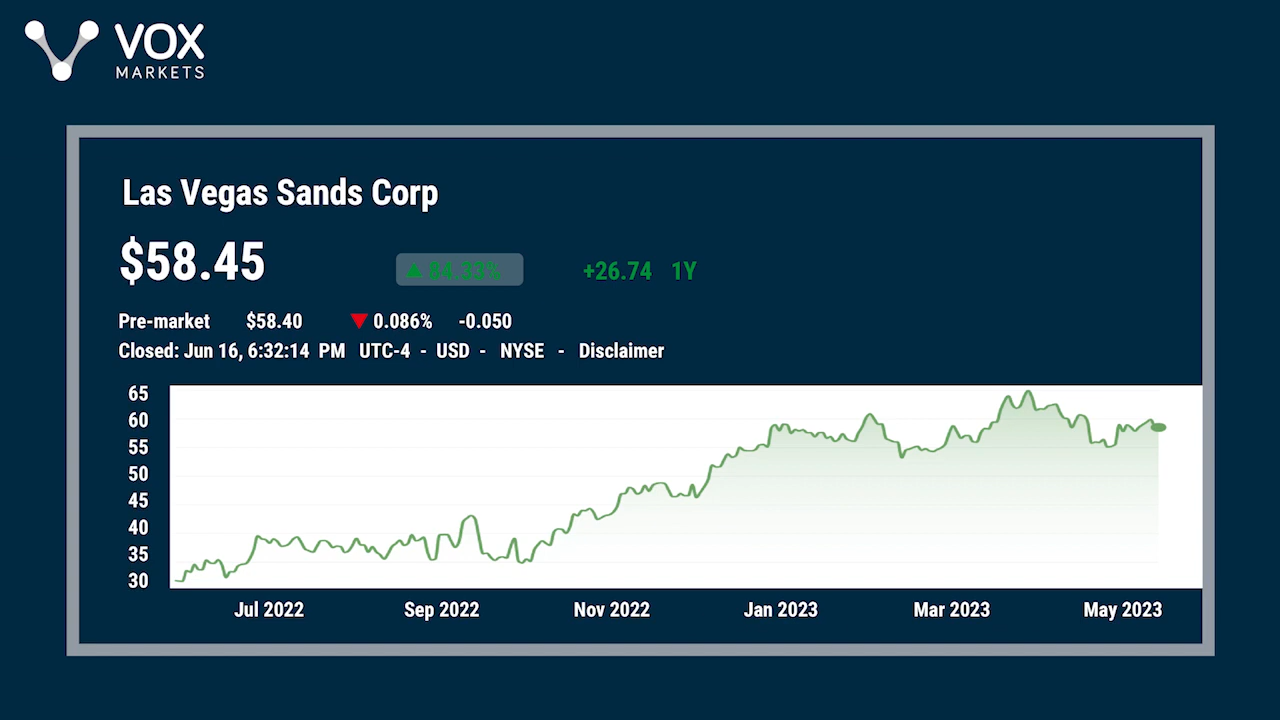 VOX
MARKETS
Las Vegas Sands Corp
$58.45
▲ 84.33% +26.74 1Y
Pre-market $58.40 ▼ 0.086% -0.050
Closed: Jun 16, 6:32:14 PM UTC-4 - USD - NYSE - Disclaimer
65
60
55
50
45
40
35
30
Jul 2022 Sep 2022 Nov 2022 Jan 2023 Mar 2023 May 2023